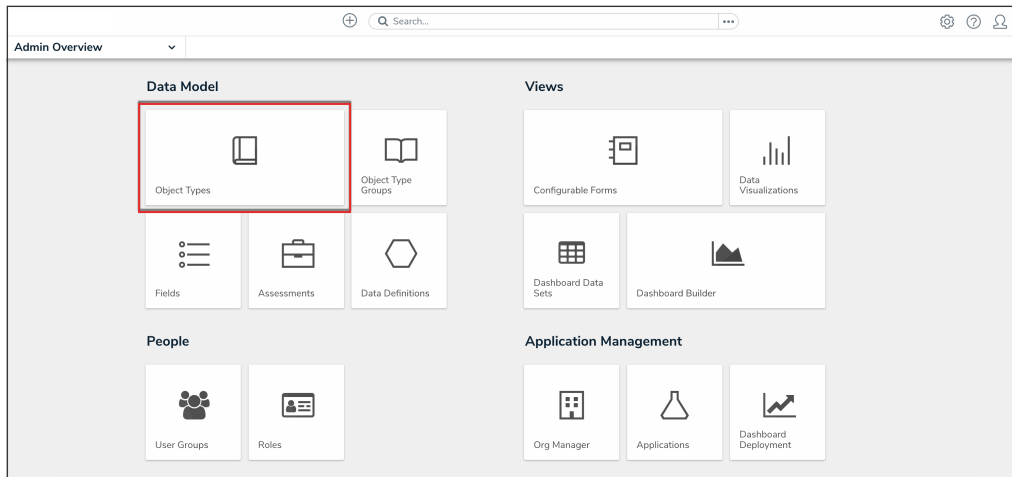 Search...
Admin Overview
Data Model
Object Types
Object Type
Groups
Fields
Assessments
Data Definitions
People
User Groups
Roles
Views
Configurable Forms
Data
Visualizations
Dashboard Data
Sets
Dashboard Builder
Application Management
Org Manager
Applications
Dashboard
Deployment